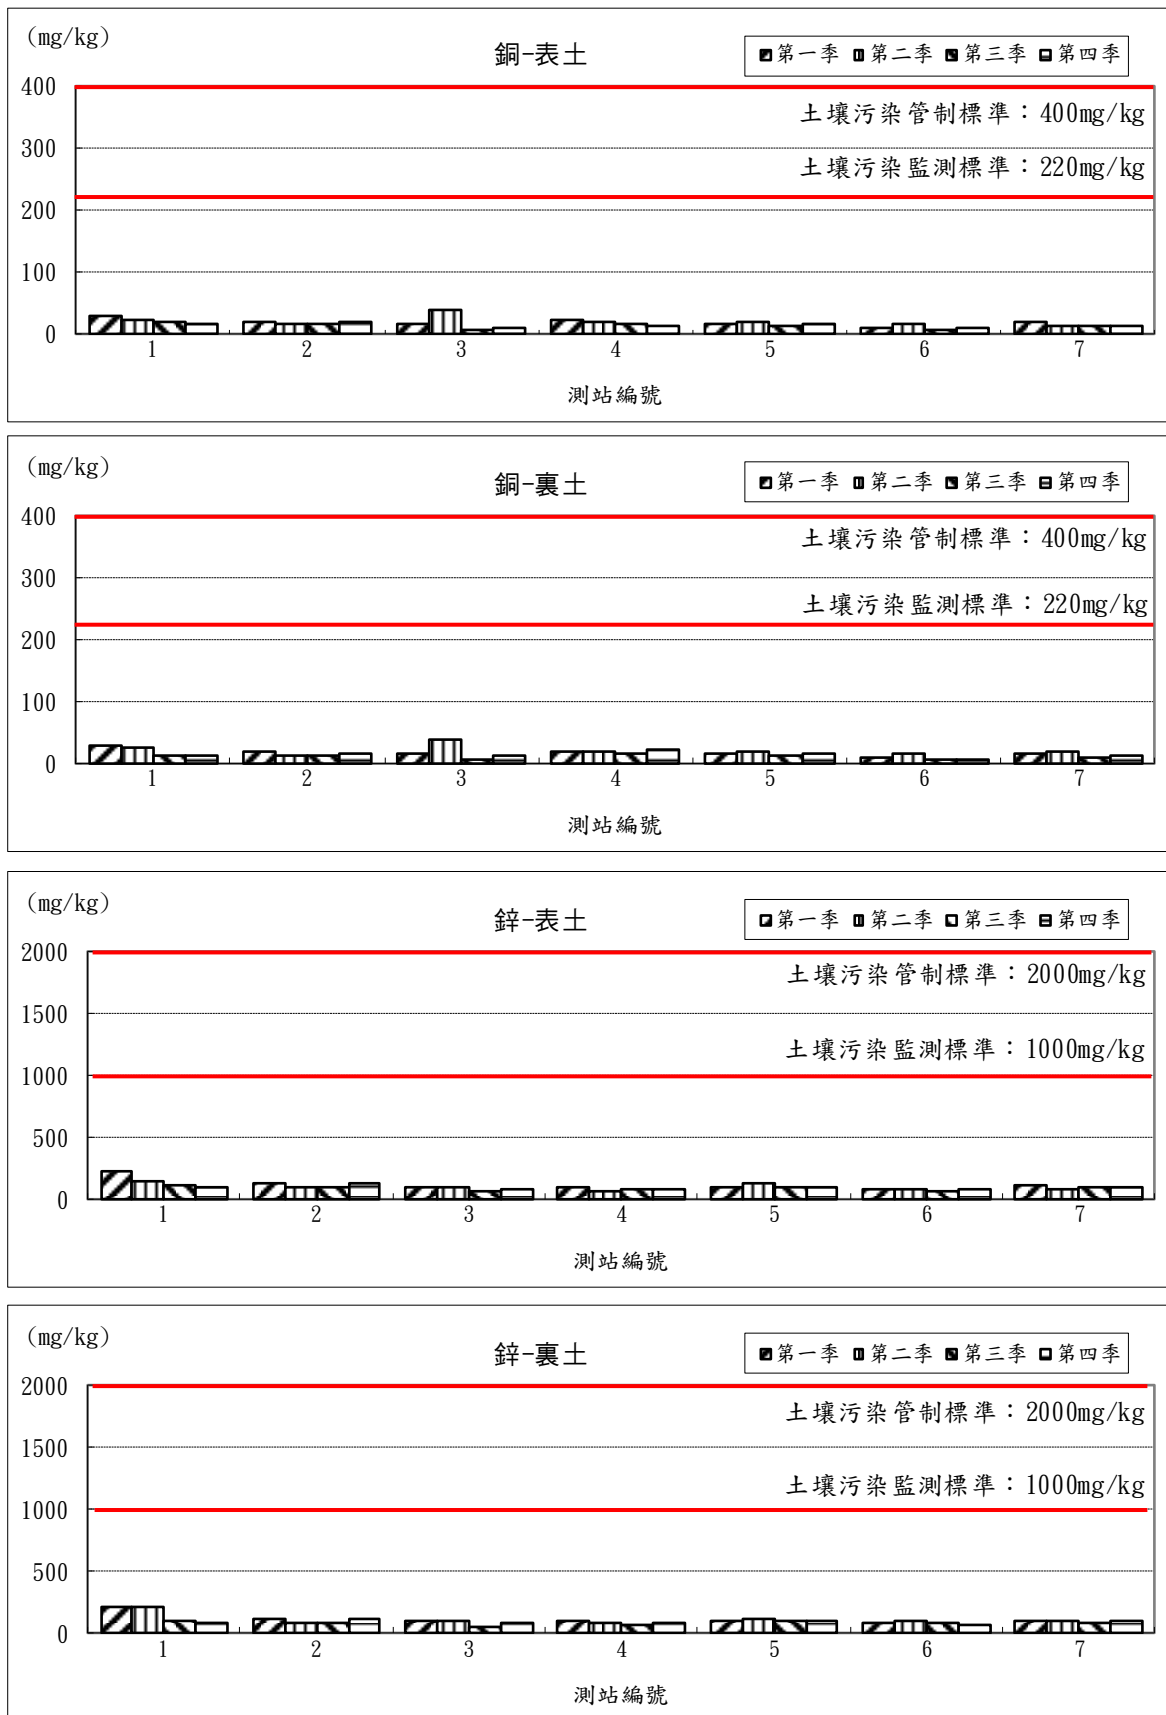 (mg/kg)
銅-表土
第一季 第二季 第三季 第四季
400
土壤污染管制標準：400mg/kg
300
土壤污染監測標準：220mg/kg
200
100
0
1 2 3 4 5 6 7
測站編號
(mg/kg)
銅-裏土
第一季 第二季 第三季 第四季
400
土壤污染管制標準：400mg/kg
300
土壤污染監測標準：220mg/kg
200
100
0
1 2 3 4 5 6 7
測站編號
(mg/kg)
鋅-表土
第一季 第二季 第三季 第四季
2000
土壤污染管制標準：2000mg/kg
1500
土壤污染監測標準：1000mg/kg
1000
500
0
1 2 3 4 5 6 7
測站編號
(mg/kg)
鋅-裏土
第一季 第二季 第三季 第四季
2000
土壤污染管制標準：2000mg/kg
1500
土壤污染監測標準：1000mg/kg
1000
500
0
1 2 3 4 5 6 7
測站編號